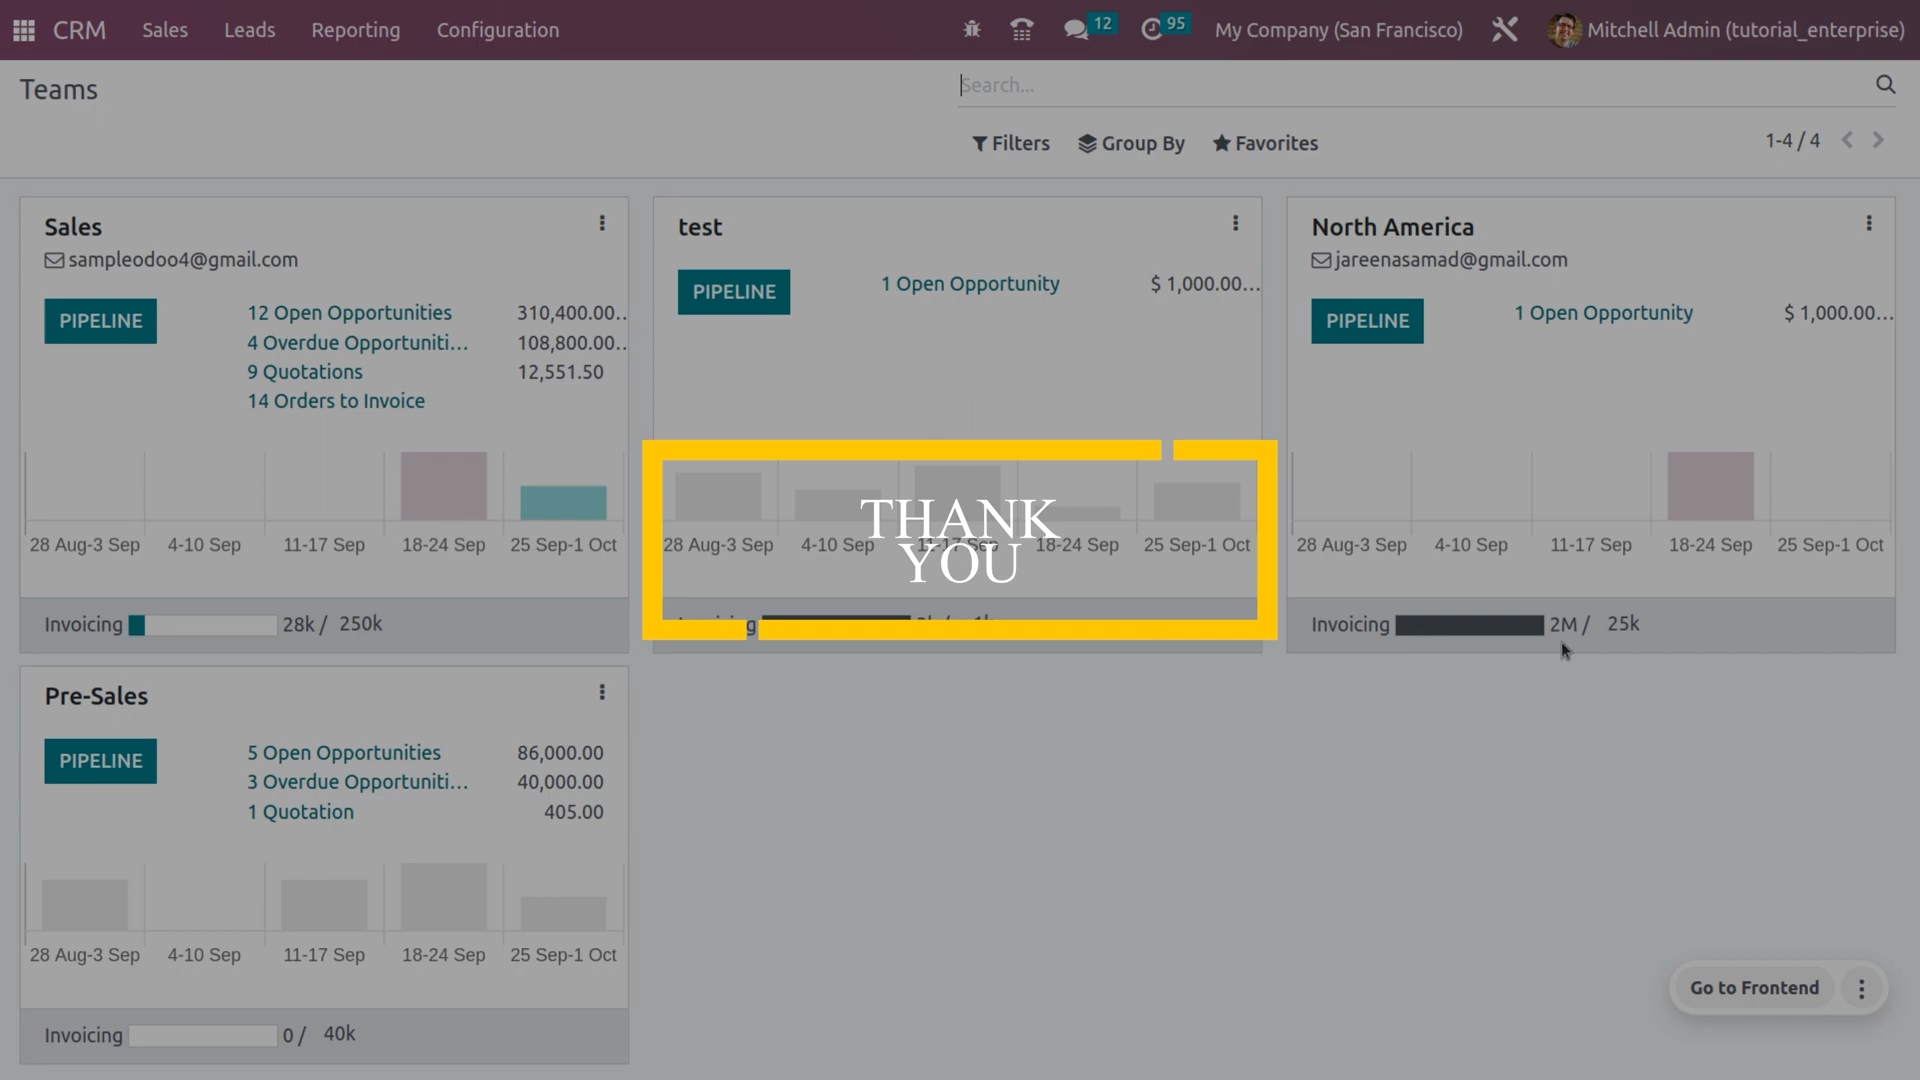 CRM Sales Leads Reporting Configuration 12 95 My Company (San Francisco) Mitchell Admin (tutorial_enterprise)
Teams
Search...
Filters Group By Favorites 1-4 / 4
Sales
sampleodoo4@gmail.com
PIPELINE
12 Open Opportunities 310,400.00...
4 Overdue Opportuniti... 108,800.00...
9 Quotations 12,551.50
14 Orders to Invoice
28 Aug-3 Sep 4-10 Sep 11-17 Sep 18-24 Sep 25 Sep-1 Oct
Invoicing 28k / 250k
test
PIPELINE
1 Open Opportunity $ 1,000.00...
28 Aug-3 Sep 4-10 Sep 11-17 Sep 18-24 Sep 25 Sep-1 Oct
THANK
YOU
North America
jareenasamad@gmail.com
PIPELINE
1 Open Opportunity $ 1,000.00...
28 Aug-3 Sep 4-10 Sep 11-17 Sep 18-24 Sep 25 Sep-1 Oct
Invoicing 2M / 25k
Pre-Sales
PIPELINE
5 Open Opportunities 86,000.00
3 Overdue Opportuniti... 40,000.00
1 Quotation 405.00
28 Aug-3 Sep 4-10 Sep 11-17 Sep 18-24 Sep 25 Sep-1 Oct
Invoicing 0 / 40k
Go to Frontend